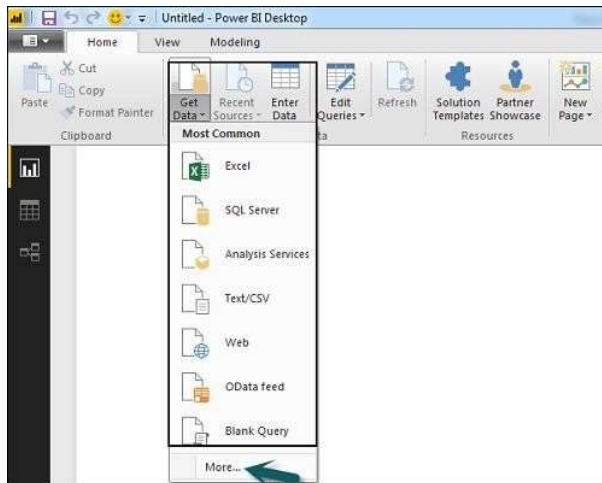 Untitled - Power BI Desktop
Home View Modeling
Paste
Cut
Copy
Format Painter
Clipboard
Get Data
Recent Sources
Enter Data
Edit Queries
Refresh
Solution Templates
Partner Showcase
Resources
New Page
ta
Most Common
Excel
SQL Server
Analysis Services
Text/CSV
Web
OData feed
Blank Query
More...